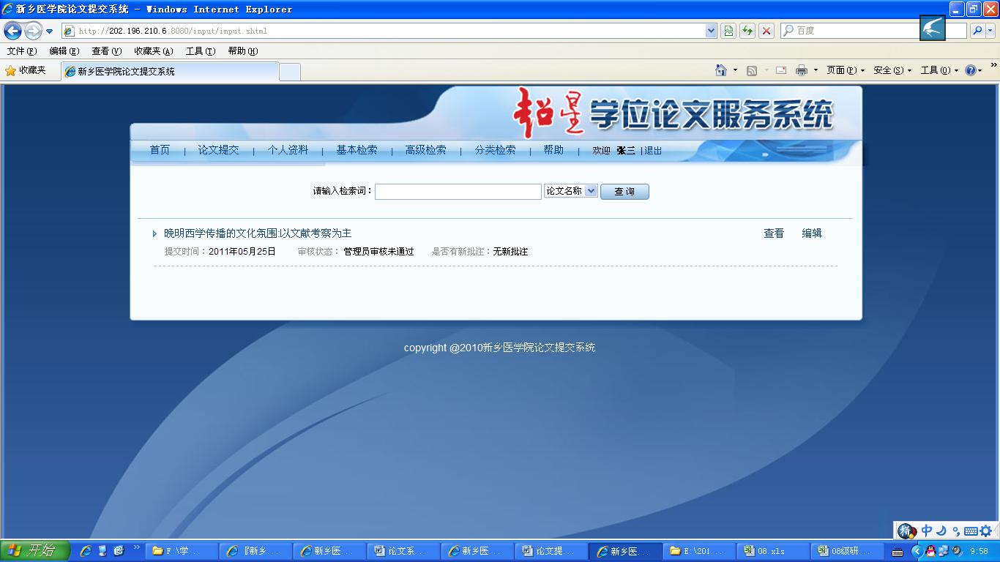 新乡医学院论文提交系统 - Windows Internet Explorer
http://202.196.210.6:8080/input/input.shtml
百度
文件(F) 编辑(E) 查看(V) 收藏夹(A) 工具(T) 帮助(H)
收藏夹 新乡医学院论文提交系统 页面(P) 安全(S) 工具(O) »
超星 学位论文服务系统
首页 | 论文提交 | 个人资料 | 基本检索 | 高级检索 | 分类检索 | 帮助 | 欢迎 张三 |退出
请输入检索词： 论文名称 查 询
晚明西学传播的文化氛围:以文献考察为主 查看 编辑
提交时间：2011年05月25日 审核状态： 管理员审核未通过 是否有新批注：无新批注
copyright @2010新乡医学院论文提交系统
中
开始 » F:\学... 『新乡... 新乡医... 论文系... 新乡医... 论文提... 新乡医... E:\201... 08.xls 08级研... 9:58